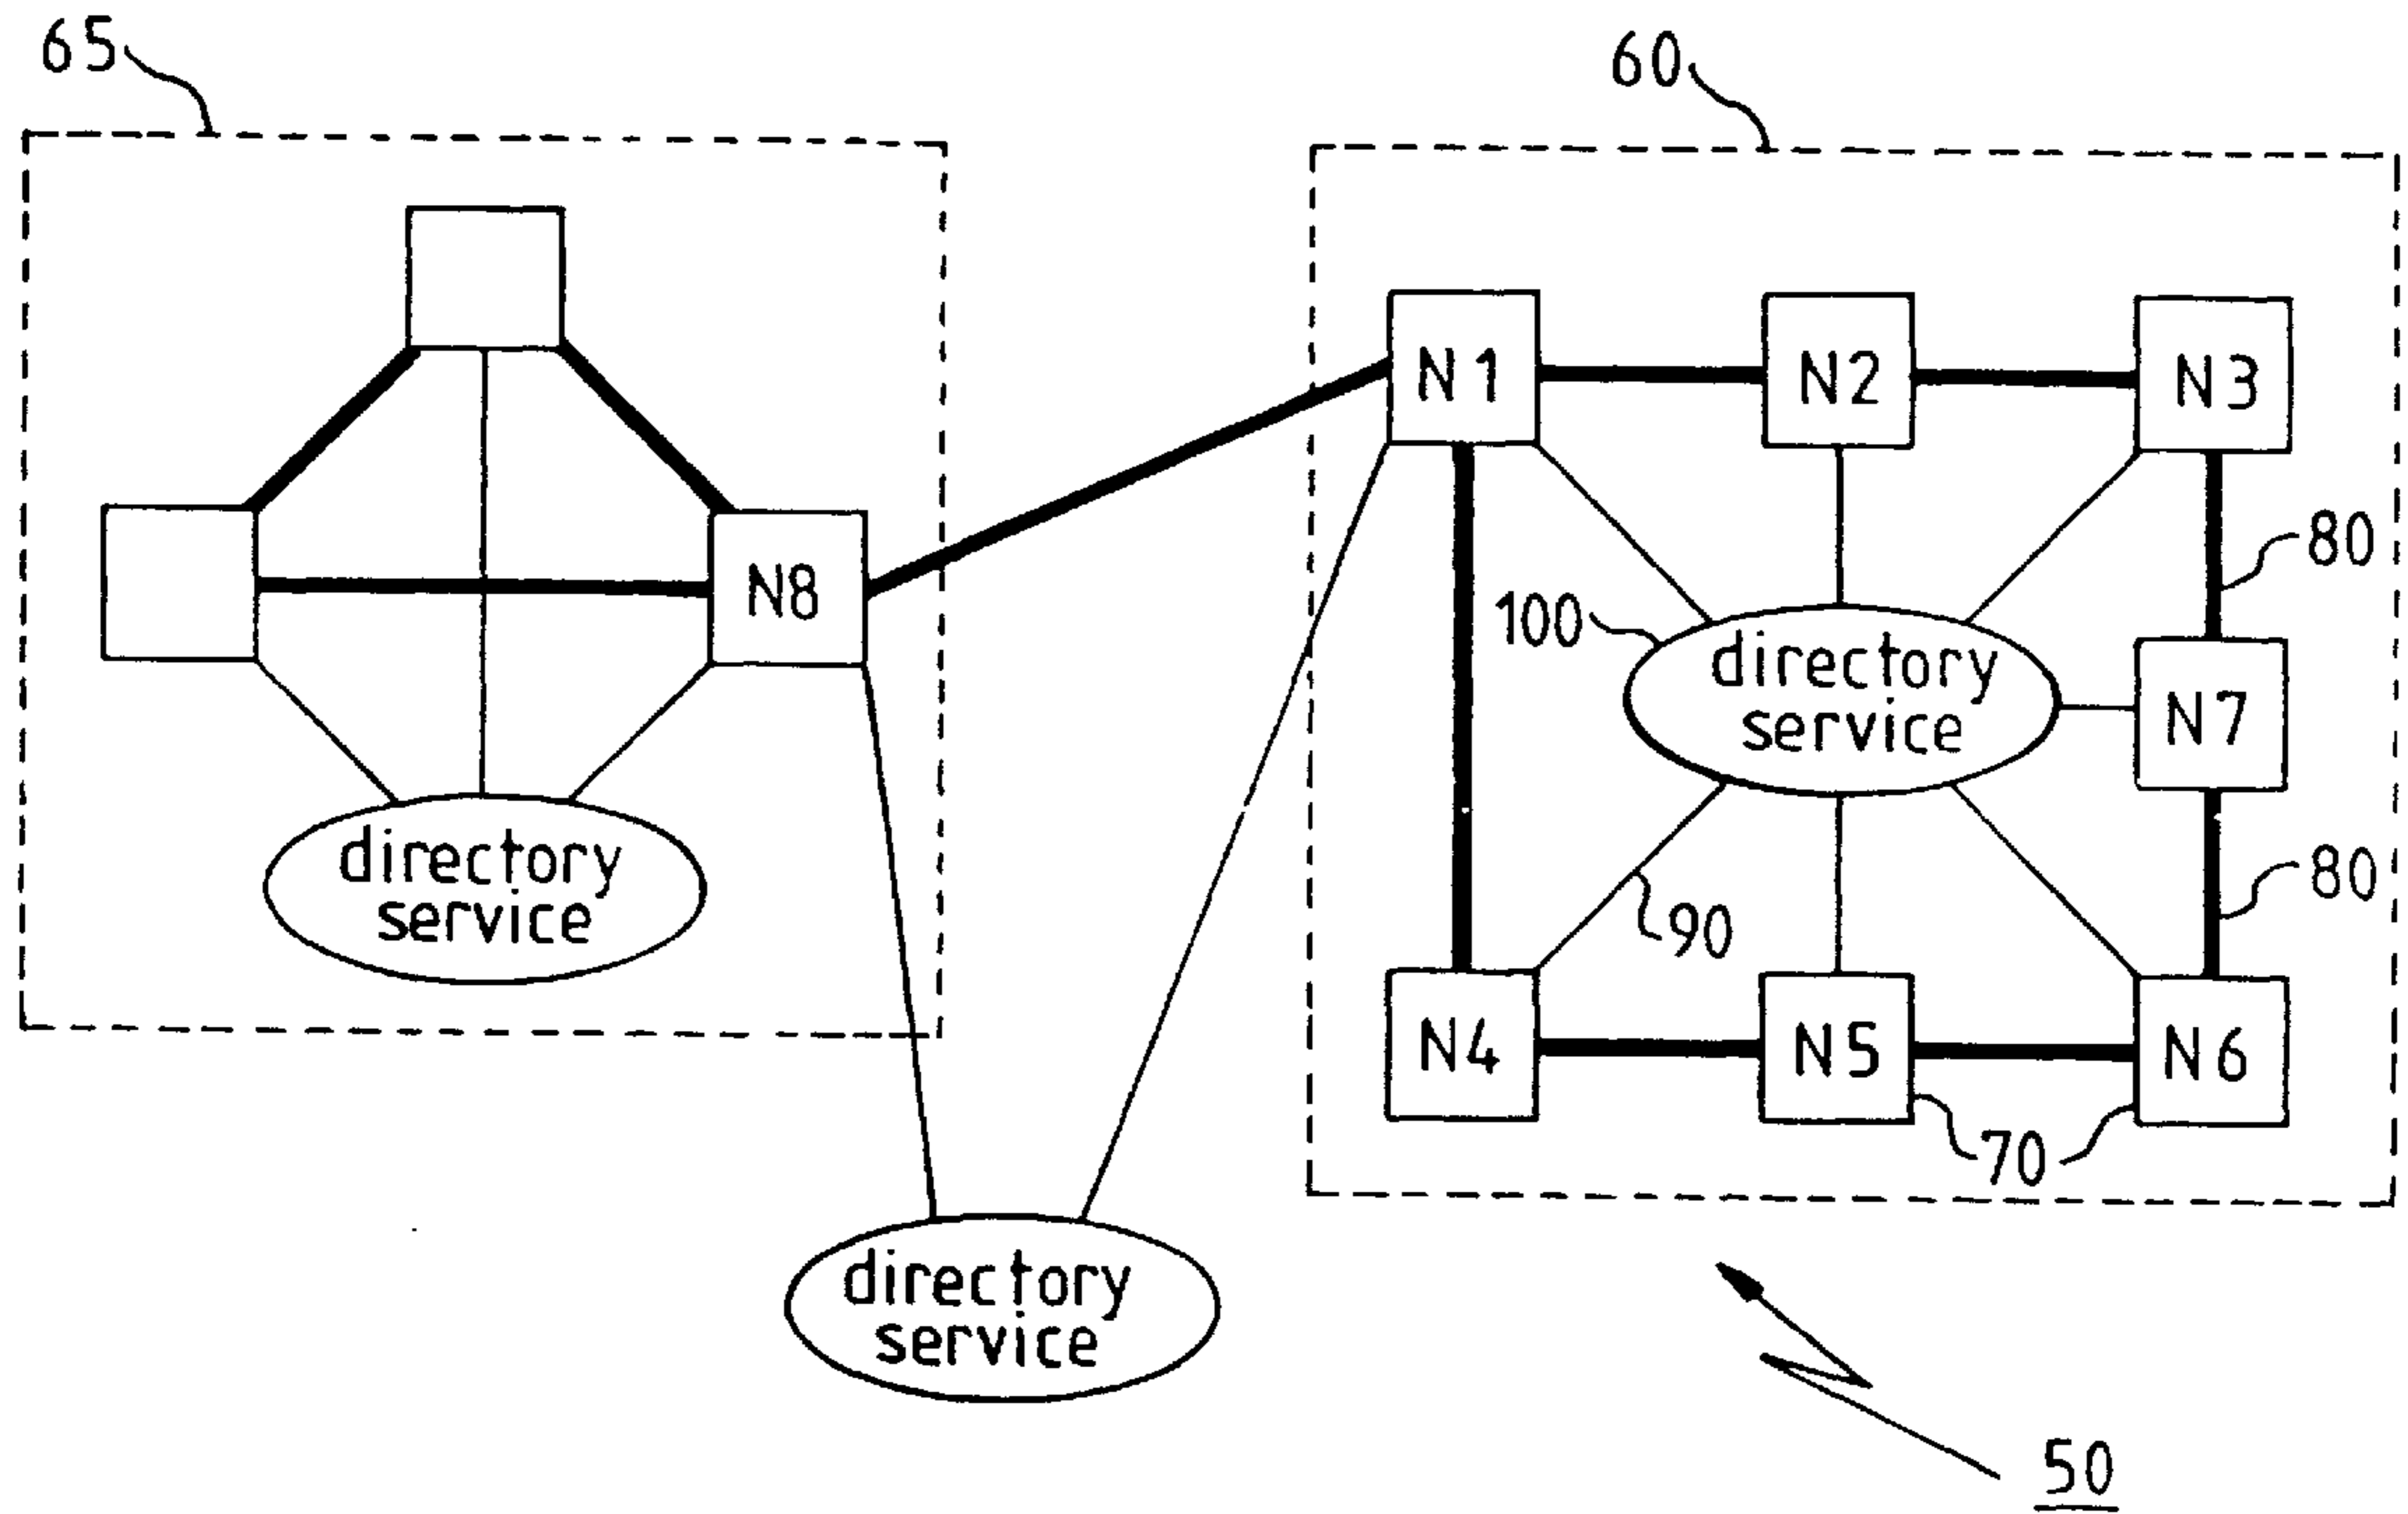 65
60
N1
N2
N3
80
N8
100
directory
service
N7
directory
service
80
90
N4
N5
N6
70
directory
service
50